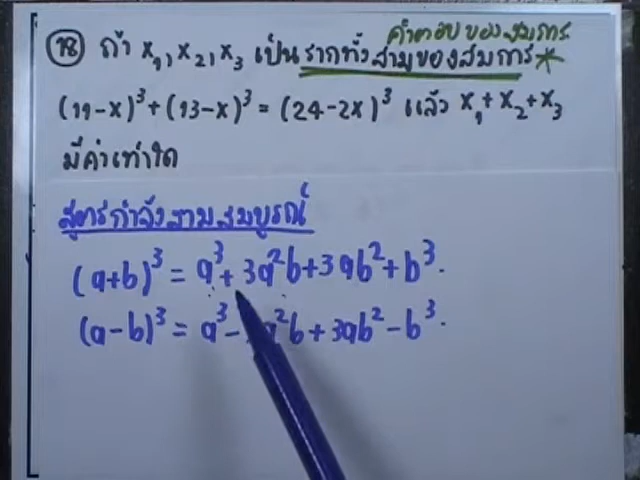 คำตอบของสมการ
18 ถ้า x₁, x₂, x₃ เป็นรากทั้งสามของสมการ*
(11-x)³+(13-x)³ = (24-2x)³ แล้ว x₁+x₂+x₃
มีค่าเท่าใด
สูตรกำลังสามสมบูรณ์
(a+b)³ = a³+3a²b+3ab²+b³.
(a-b)³ = a³- a²b+3ab²-b³.